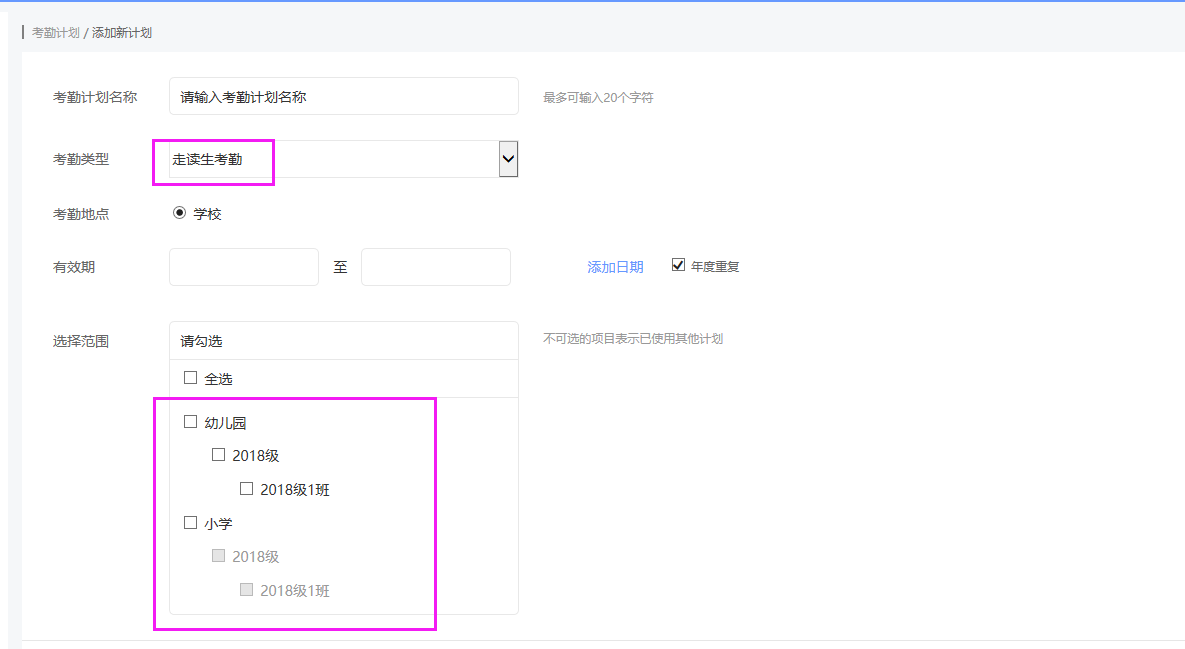 考勤计划 / 添加新计划
考勤计划名称 请输入考勤计划名称 最多可输入20个字符
考勤类型 走读生考勤
考勤地点 学校
有效期 至 添加日期 年度重复
选择范围 请勾选 不可选的项目表示已使用其他计划
全选
幼儿园
2018级
2018级1班
小学
2018级
2018级1班